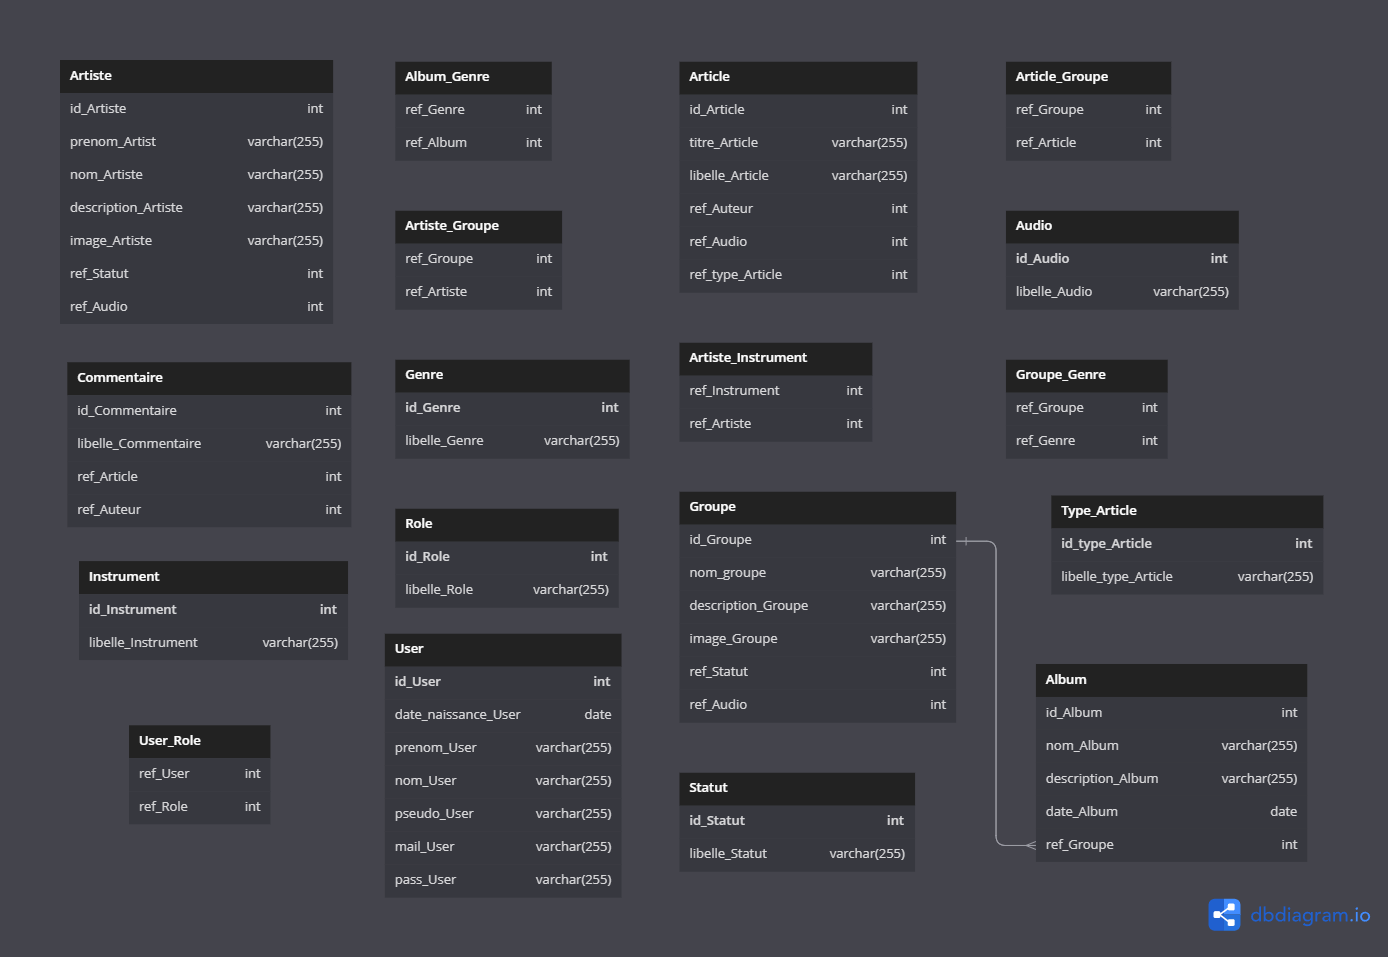 Artiste
id_Artiste int
prenom_Artist varchar(255)
nom_Artiste varchar(255)
description_Artiste varchar(255)
image_Artiste varchar(255)
ref_Statut int
ref_Audio int
Album_Genre
ref_Genre int
ref_Album int
Article
id_Article int
titre_Article varchar(255)
libelle_Article varchar(255)
ref_Auteur int
ref_Audio int
ref_type_Article int
Article_Groupe
ref_Groupe int
ref_Article int
Artiste_Groupe
ref_Groupe int
ref_Artiste int
Audio
id_Audio int
libelle_Audio varchar(255)
Commentaire
id_Commentaire int
libelle_Commentaire varchar(255)
ref_Article int
ref_Auteur int
Genre
id_Genre int
libelle_Genre varchar(255)
Artiste_Instrument
ref_Instrument int
ref_Artiste int
Groupe_Genre
ref_Groupe int
ref_Genre int
Role
id_Role int
libelle_Role varchar(255)
Groupe
id_Groupe int
nom_groupe varchar(255)
description_Groupe varchar(255)
image_Groupe varchar(255)
ref_Statut int
ref_Audio int
Type_Article
id_type_Article int
libelle_type_Article varchar(255)
Instrument
id_Instrument int
libelle_Instrument varchar(255)
User
id_User int
date_naissance_User date
prenom_User varchar(255)
nom_User varchar(255)
pseudo_User varchar(255)
mail_User varchar(255)
pass_User varchar(255)
Album
id_Album int
nom_Album varchar(255)
description_Album varchar(255)
date_Album date
ref_Groupe int
User_Role
ref_User int
ref_Role int
Statut
id_Statut int
libelle_Statut varchar(255)
dbdiagram.io